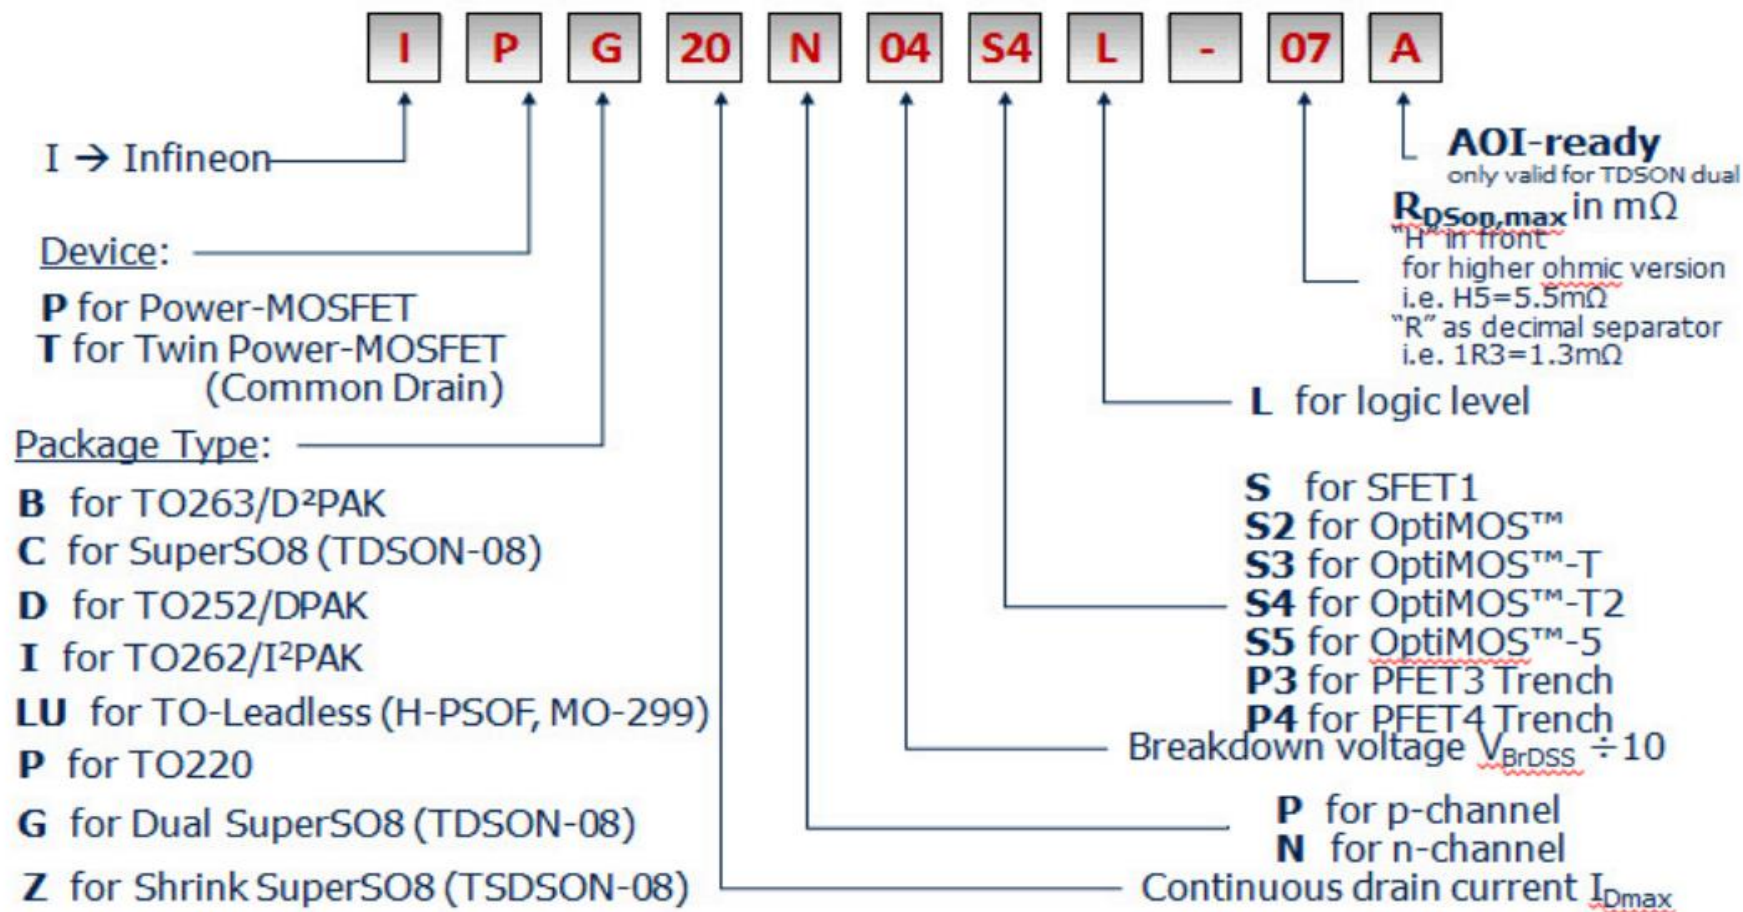 I P G 20 N 04 S4 L - 07 A
I → Infineon
Device:
P for Power-MOSFET
T for Twin Power-MOSFET
(Common Drain)
Package Type:
B for TO263/D²PAK
C for SuperSO8 (TDSON-08)
D for TO252/DPAK
I for TO262/I²PAK
LU for TO-Leadless (H-PSOF, MO-299)
P for TO220
G for Dual SuperSO8 (TDSON-08)
Z for Shrink SuperSO8 (TSDSON-08)
AOI-ready
only valid for TDSON dual
RDSon,max in mΩ
"H" in front
for higher ohmic version
i.e. H5=5.5mΩ
"R" as decimal separator
i.e. 1R3=1.3mΩ
L for logic level
S for SFET1
S2 for OptiMOS™
S3 for OptiMOS™-T
S4 for OptiMOS™-T2
S5 for OptiMOS™-5
P3 for PFET3 Trench
P4 for PFET4 Trench
Breakdown voltage VBrDSS ÷10
P for p-channel
N for n-channel
Continuous drain current IDmax